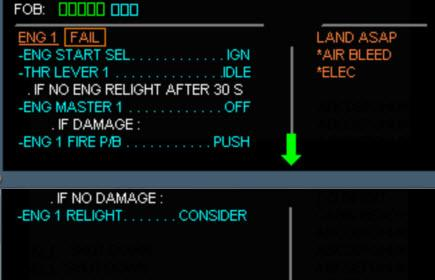 FOB: 00000 000
ENG 1 FAIL
-ENG START SEL............IGN
-THR LEVER 1..............IDLE
. IF NO ENG RELIGHT AFTER 30 S
-ENG MASTER 1.............OFF
. IF DAMAGE :
-ENG 1 FIRE P/B...........PUSH
LAND ASAP
*AIR BLEED
*ELEC
. IF NO DAMAGE :
-ENG 1 RELIGHT.......CONSIDER